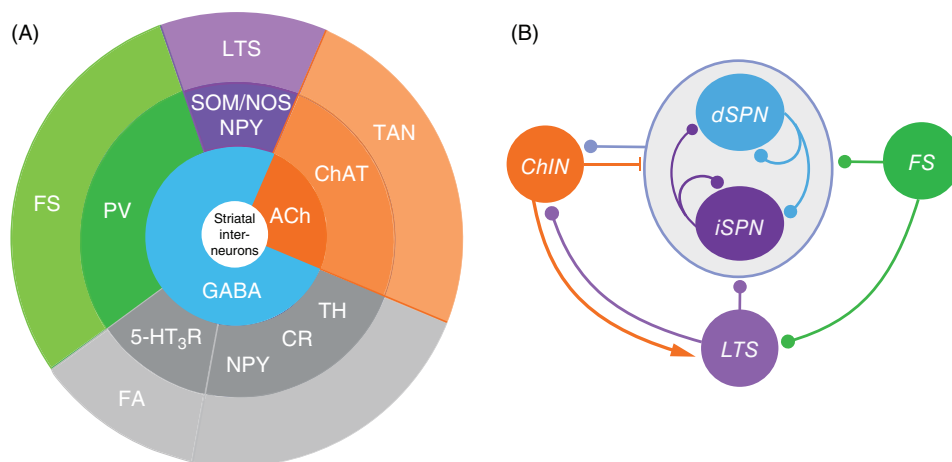 (A)
LTS
SOM/NOS
NPY
TAN
FS
PV
ChAT
ACh
Striatal
inter-
neurons
GABA
TH
CR
NPY
5-HT₃R
FA
(B)
dSPN
ChIN
FS
iSPN
LTS